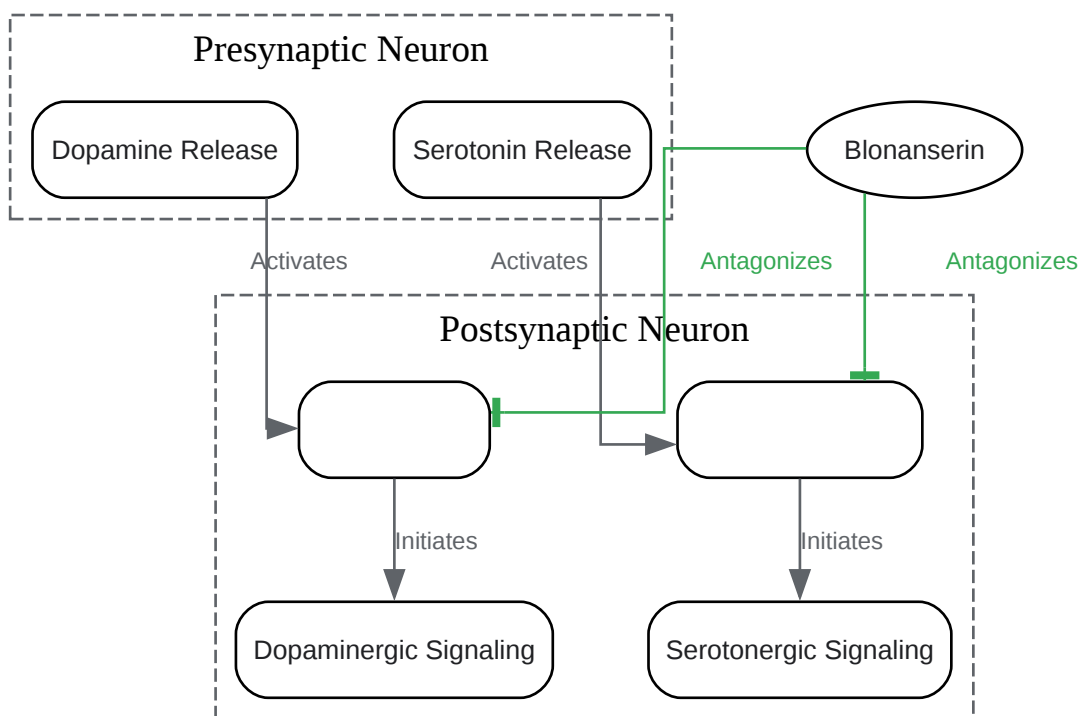 Presynaptic Neuron
Dopamine Release
Serotonin Release
Blonanserin
Activates
Activates
Antagonizes
Antagonizes
Postsynaptic Neuron
Initiates
Initiates
Dopaminergic Signaling
Serotonergic Signaling